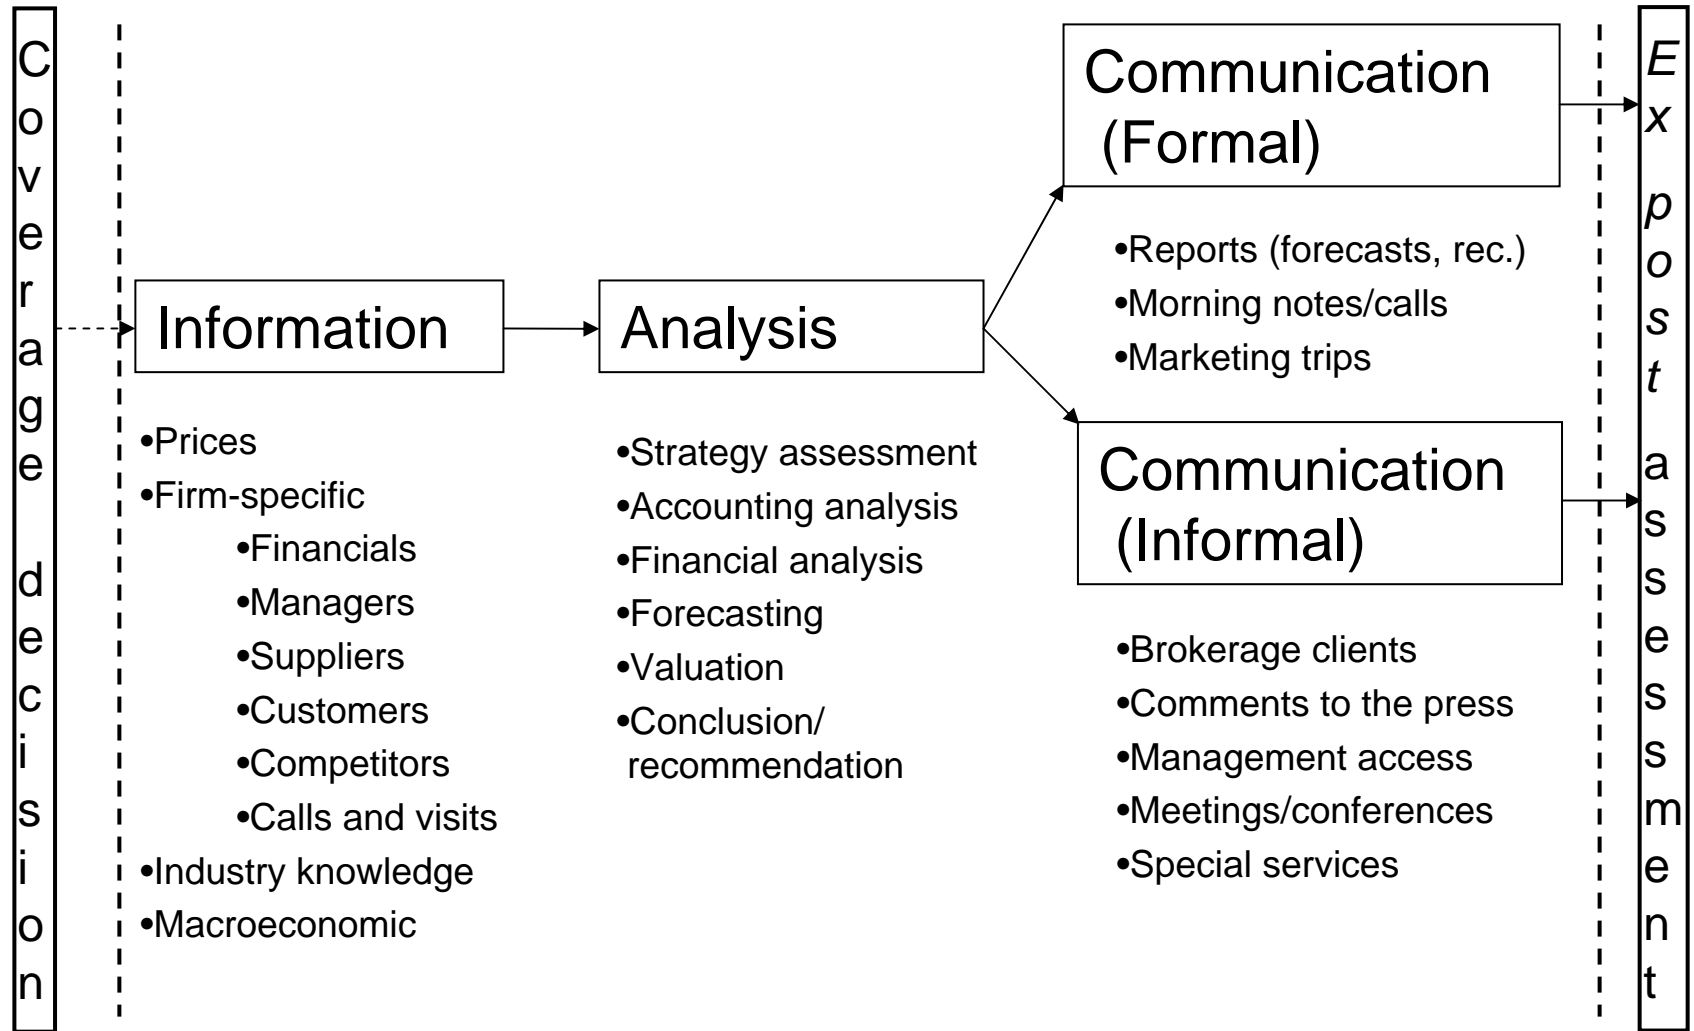 Coverage decision
Information
•Prices
•Firm-specific
•Financials
•Managers
•Suppliers
•Customers
•Competitors
•Calls and visits
•Industry knowledge
•Macroeconomic
Analysis
•Strategy assessment
•Accounting analysis
•Financial analysis
•Forecasting
•Valuation
•Conclusion/
recommendation
Communication
(Formal)
•Reports (forecasts, rec.)
•Morning notes/calls
•Marketing trips
Communication
(Informal)
•Brokerage clients
•Comments to the press
•Management access
•Meetings/conferences
•Special services
Ex post assessment